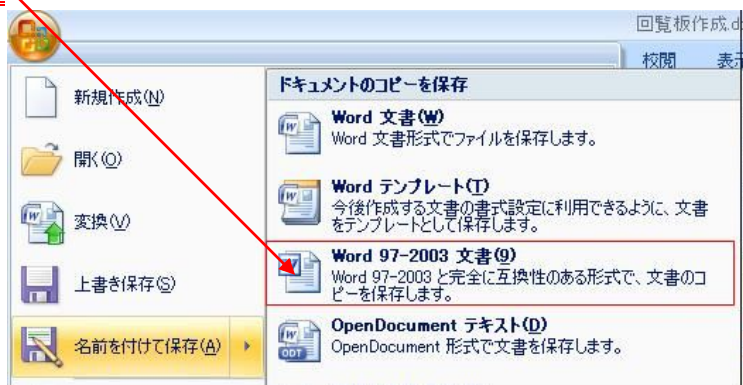 回覧板作成.d
校閲 表示
新規作成(N)
開く(O)
変換(V)
上書き保存(S)
名前を付けて保存(A)
ドキュメントのコピーを保存
Word 文書(W)
Word 文書形式でファイルを保存します。
Word テンプレート(T)
今後作成する文書の書式設定に利用できるように、文書
をテンプレートとして保存します。
Word 97-2003 文書(9)
Word 97-2003 と完全に互換性のある形式で、文書のコ
ピーを保存します。
OpenDocument テキスト(D)
OpenDocument 形式で文書を保存します。
ODT